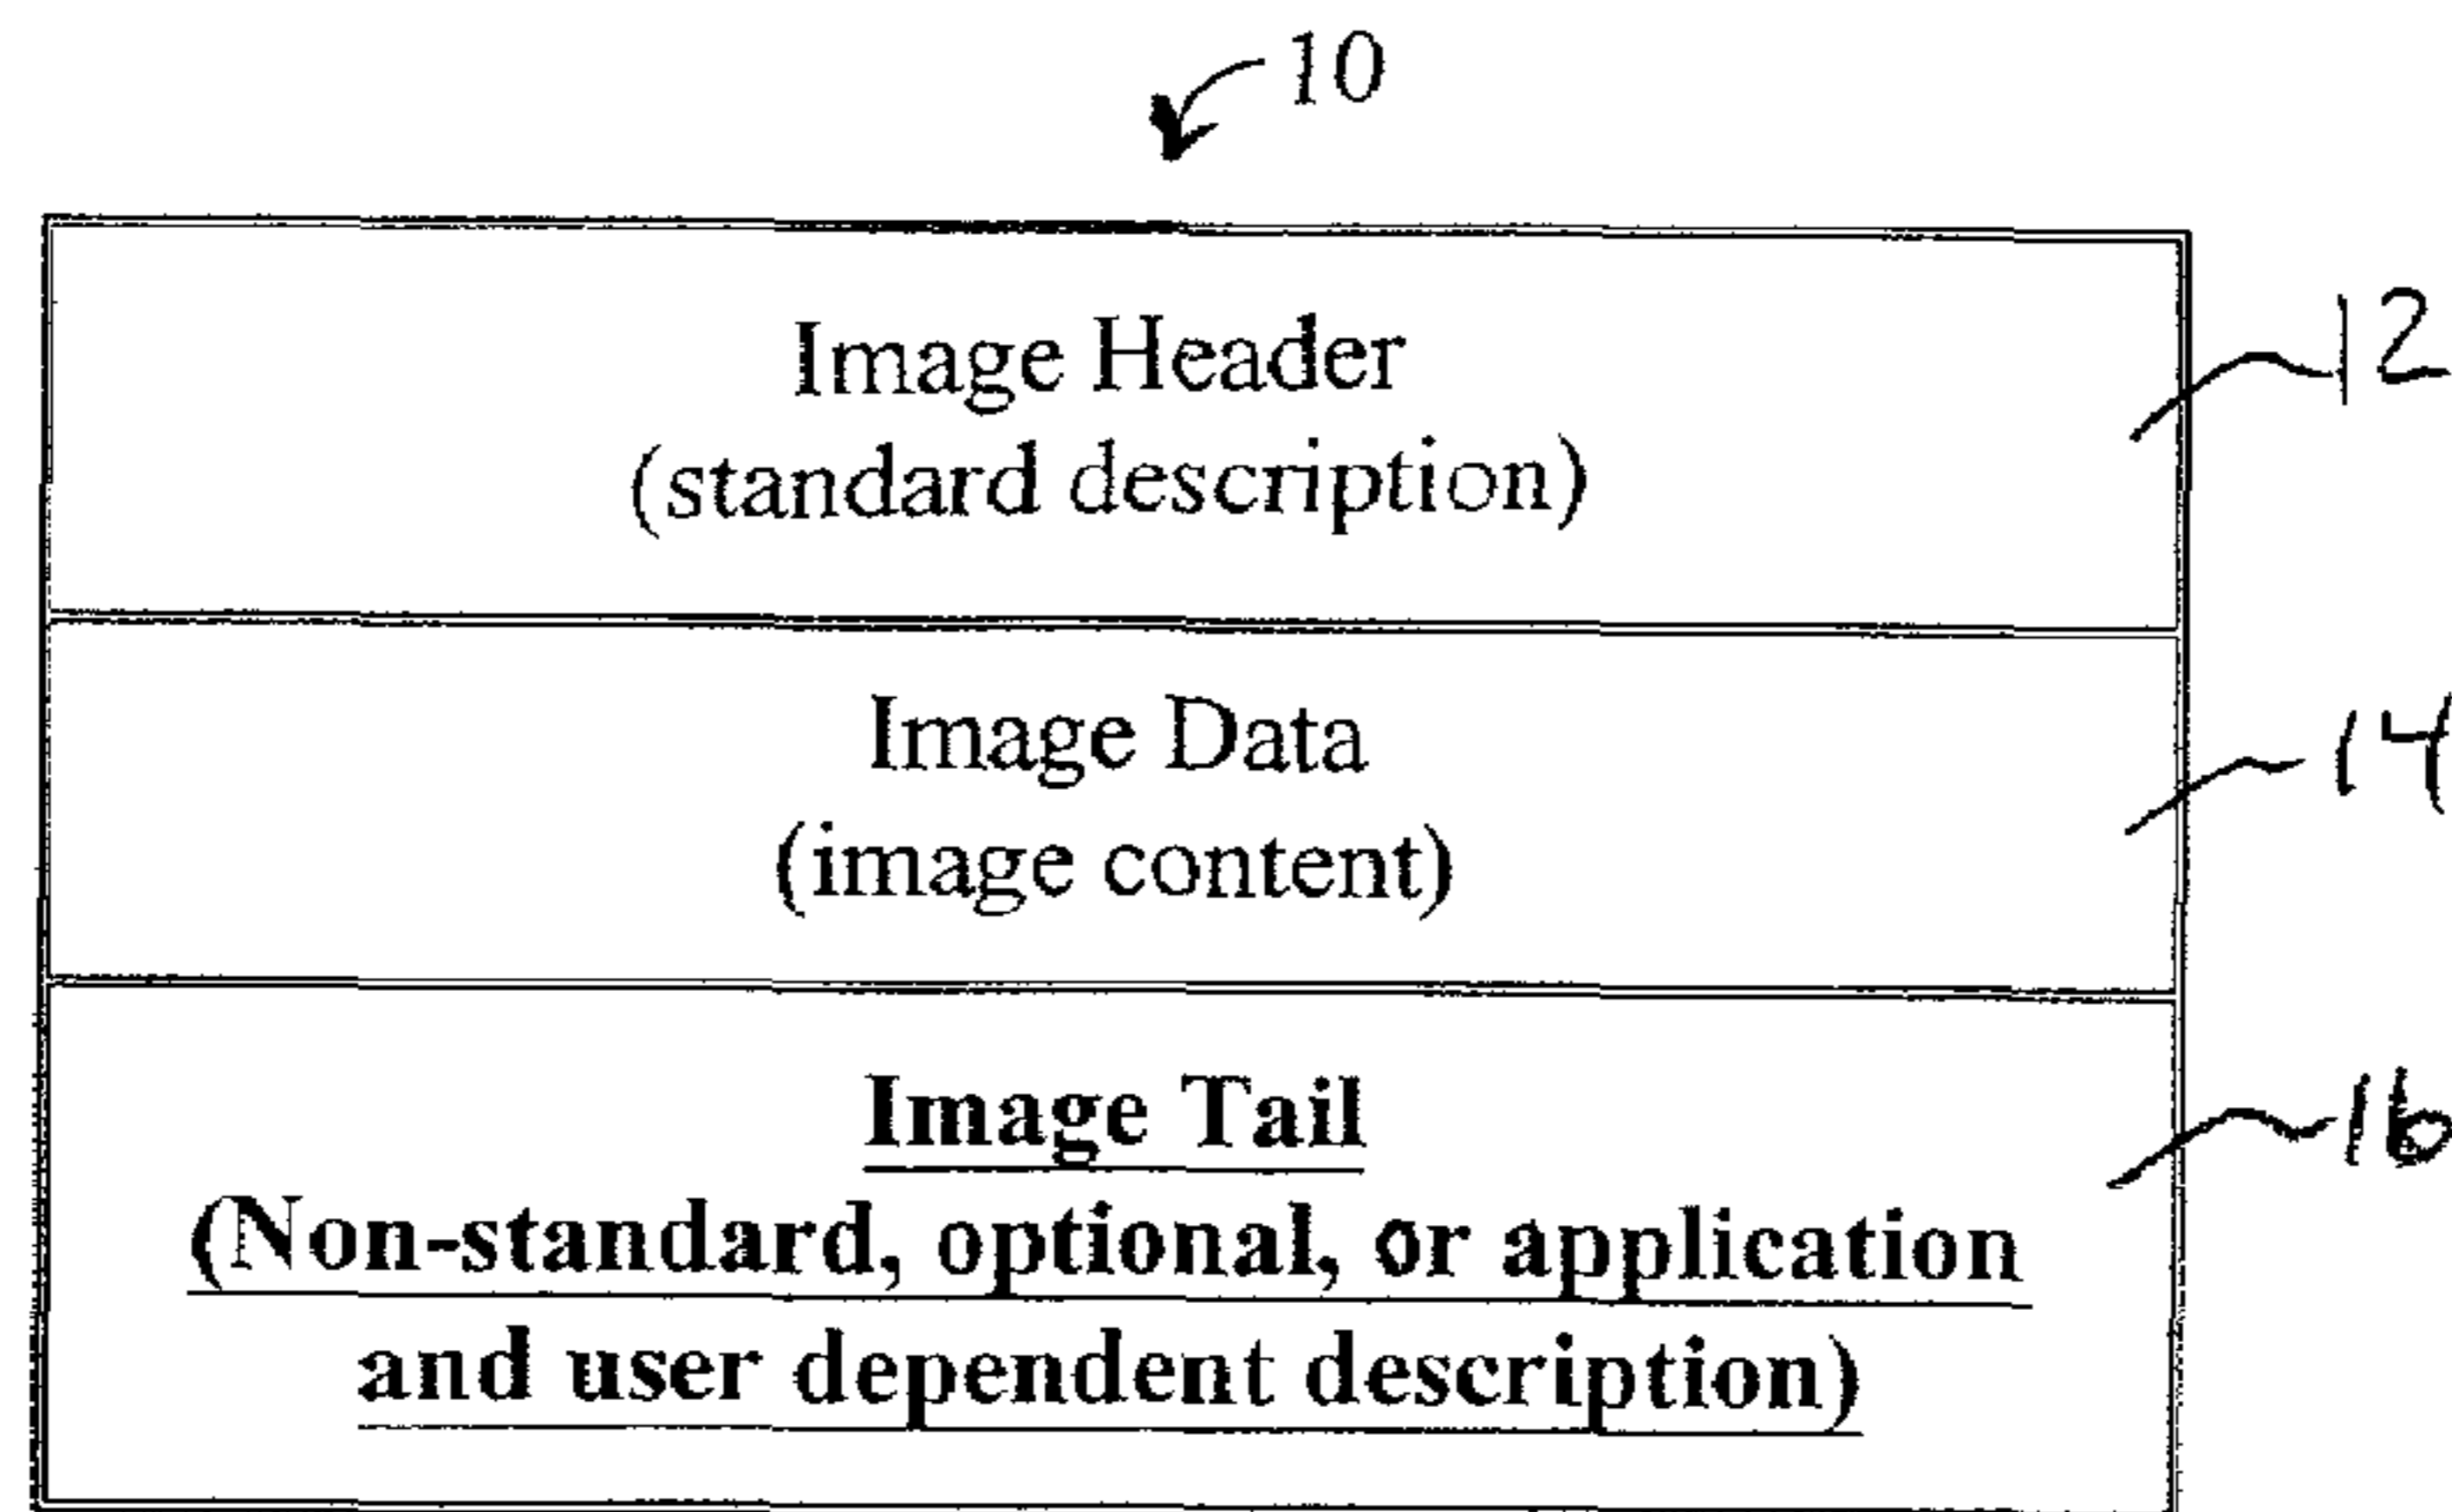 10
Image Header
(standard description)
12
Image Data
(image content)
14
Image Tail
(Non-standard, optional, or application
and user dependent description)
16